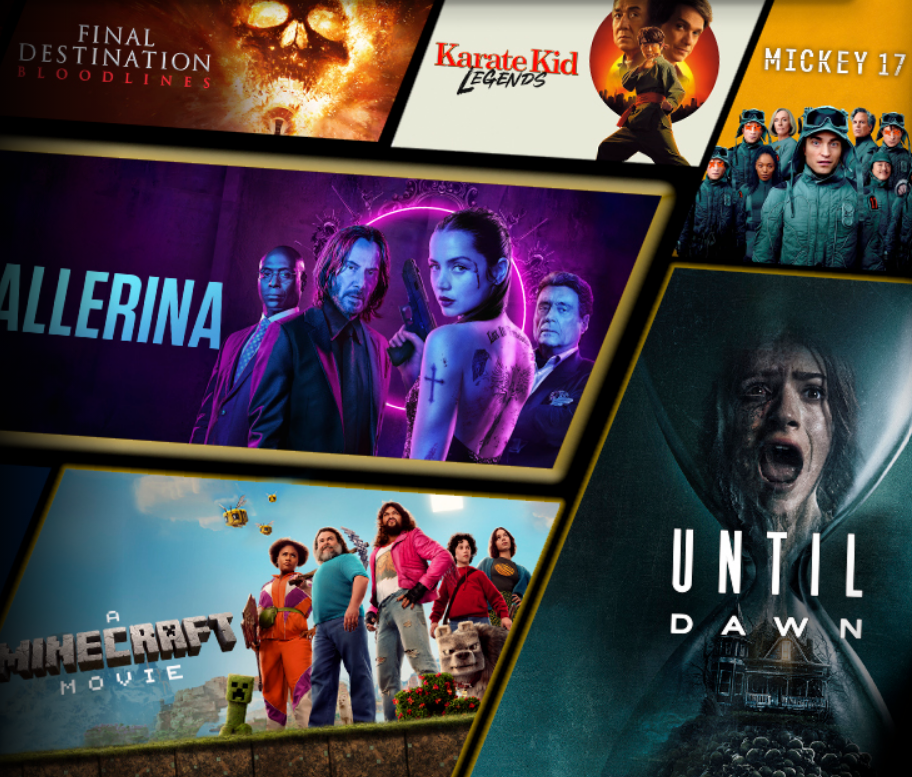 FINAL
DESTINATION
BLOODLINES
Karate Kid
LEGENDS
MICKEY 17
ALLERINA
A
MINECRAFT
MOVIE
UNTIL
DAWN